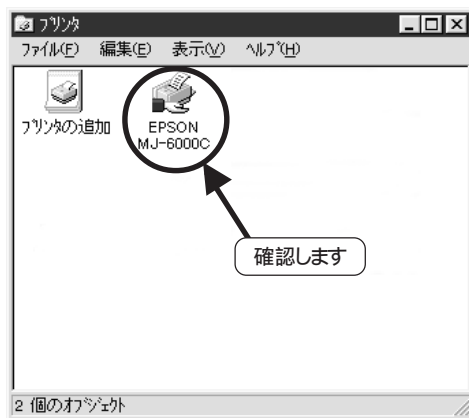 プリンタ
ファイル(F) 編集(E) 表示(V) ヘルプ(H)
プリンタの追加
EPSON
MJ-6000C
確認します
2 個のオブジェクト